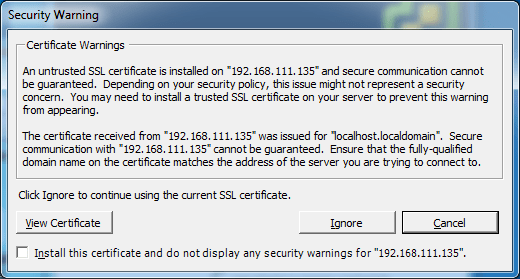 Security Warning
Certificate Warnings
An untrusted SSL certificate is installed on "192.168.111.135" and secure communication cannot
be guaranteed. Depending on your security policy, this issue might not represent a security
concern. You may need to install a trusted SSL certificate on your server to prevent this warning
from appearing.
The certificate received from "192.168.111.135" was issued for "localhost.localdomain". Secure
communication with "192.168.111.135" cannot be guaranteed. Ensure that the fully-qualified
domain name on the certificate matches the address of the server you are trying to connect to.
Click Ignore to continue using the current SSL certificate.
View Certificate Ignore Cancel
Install this certificate and do not display any security warnings for "192.168.111.135".